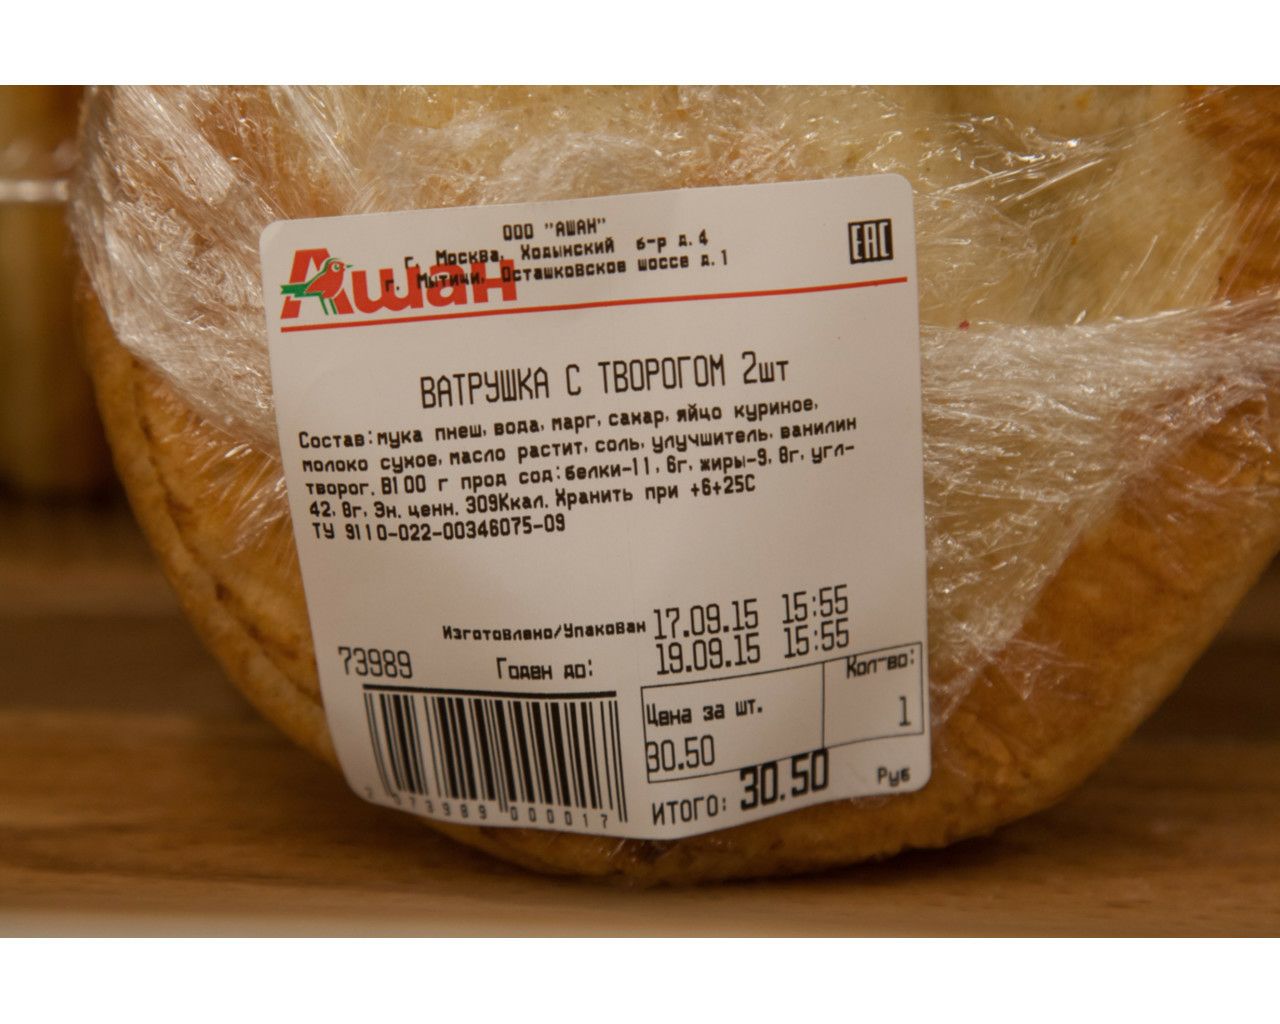 ООО "АШАН"
г. Москва, Ходынский б-р д. 4
г. Мытищи, Осташковское шоссе д. 1
Ашан
EAC
ВАТРУШКА С ТВОРОГОМ 2шт
Состав:мука пшеш, вода, марг, сахар, яйцо куриное,
молоко сухое, масло растит, соль, улучшитель, ванилин
творог. В100 г прод сод:белки-11, 6г, жиры-9, 8г, угл-
42, 8г. Эн. ценн. 309Ккал. Хранить при +6+25С
ТУ 9110-022-00346075-09
Изготовлено/Упакован 17.09.15 15:55
73989 Годен до: 19.09.15 15:55
Цена за шт. Кол-во:
30.50 1
ИТОГО: 30.50 Руб
2 073989 000017